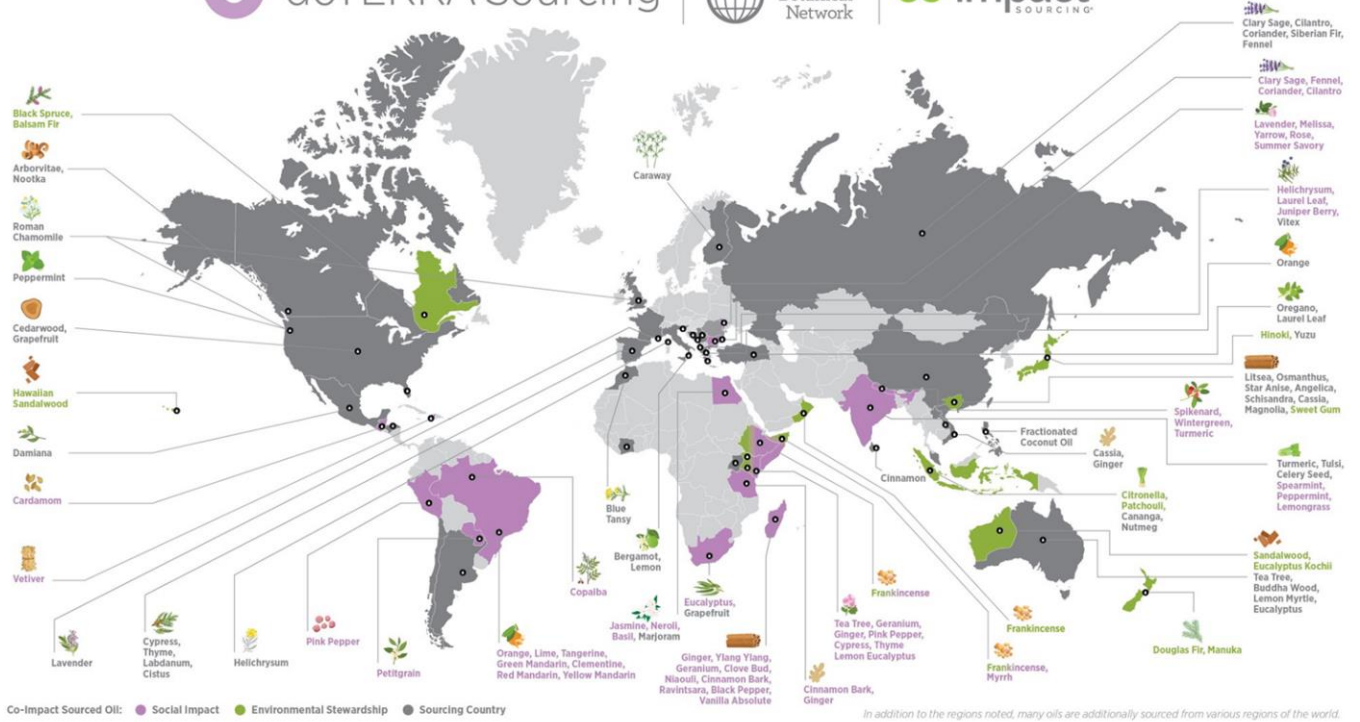 dōTERRA Sourcing
Network
SOURCING
Black Spruce,
Balsam Fir
Arborvitae,
Nootka
Roman
Chamomile
Peppermint
Cedarwood,
Grapefruit
Hawaiian
Sandalwood
Damiana
Cardamom
Vetiver
Lavender
Cypress,
Thyme,
Labdanum,
Cistus
Helichrysum
Pink Pepper
Petitgrain
Orange, Lime, Tangerine,
Green Mandarin, Clementine,
Red Mandarin, Yellow Mandarin
Copaiba
Blue
Tansy
Bergamot,
Lemon
Jasmine, Neroli,
Basil, Marjoram
Eucalyptus,
Grapefruit
Ginger, Ylang Ylang,
Geranium, Clove Bud,
Niaouli, Cinnamon Bark,
Ravintsara, Black Pepper,
Vanilla Absolute
Cinnamon Bark,
Ginger
Tea Tree, Geranium,
Ginger, Pink Pepper,
Cypress, Thyme
Lemon Eucalyptus
Frankincense
Frankincense
Frankincense,
Myrrh
Caraway
Clary Sage, Cilantro,
Coriander, Siberian Fir,
Fennel
Clary Sage, Fennel,
Coriander, Cilantro
Lavender, Melissa,
Yarrow, Rose,
Summer Savory
Helichrysum,
Laurel Leaf,
Juniper Berry,
Vitex
Orange
Oregano,
Laurel Leaf
Hinoki, Yuzu
Litsea, Osmanthus,
Star Anise, Angelica,
Schisandra, Cassia,
Magnolia, Sweet Gum
Spikenard,
Wintergreen,
Turmeric
Fractionated
Coconut Oil
Cassia,
Ginger
Cinnamon
Turmeric, Tulsi,
Celery Seed,
Spearmint,
Peppermint,
Lemongrass
Citronella,
Patchouli,
Cananga,
Nutmeg
Sandalwood,
Eucalyptus Kochii
Tea Tree,
Buddha Wood,
Lemon Myrtle,
Eucalyptus
Douglas Fir, Manuka
Co-Impact Sourced Oil: Social Impact Environmental Stewardship Sourcing Country
In addition to the regions noted, many oils are additionally sourced from various regions of the world.